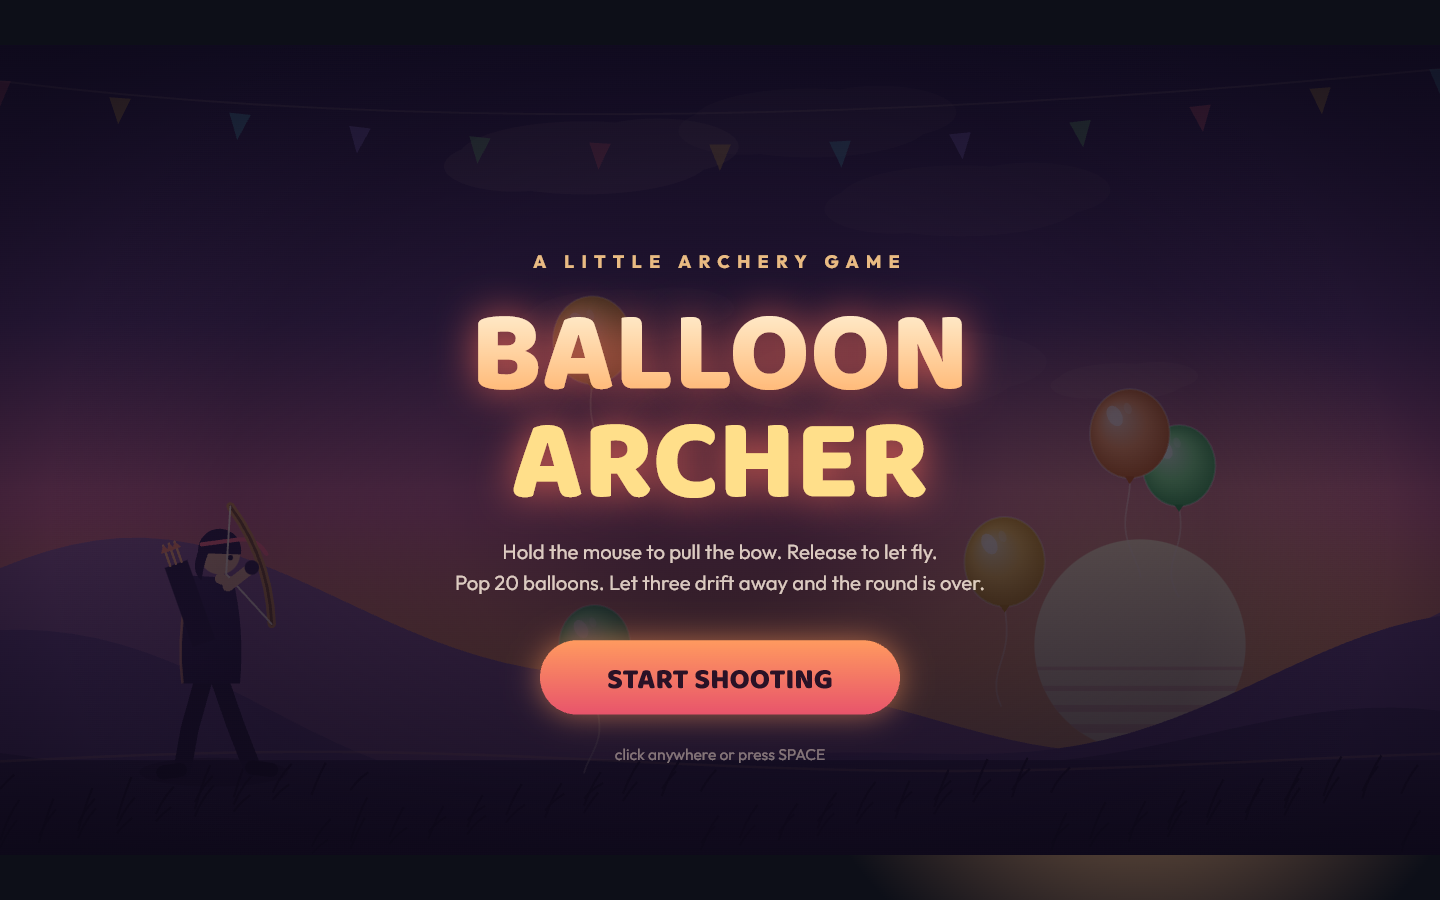 A LITTLE ARCHERY GAME
BALLOON
ARCHER
Hold the mouse to pull the bow. Release to let fly.
Pop 20 balloons. Let three drift away and the round is over.
START SHOOTING
click anywhere or press SPACE